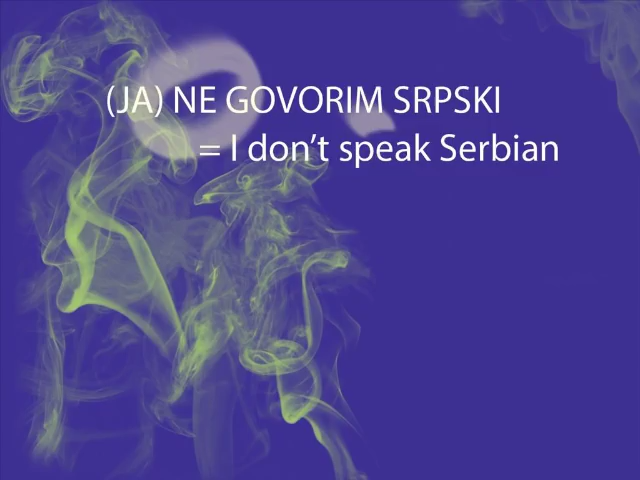 (JA) NE GOVORIM SRPSKI
= I don’t speak Serbian